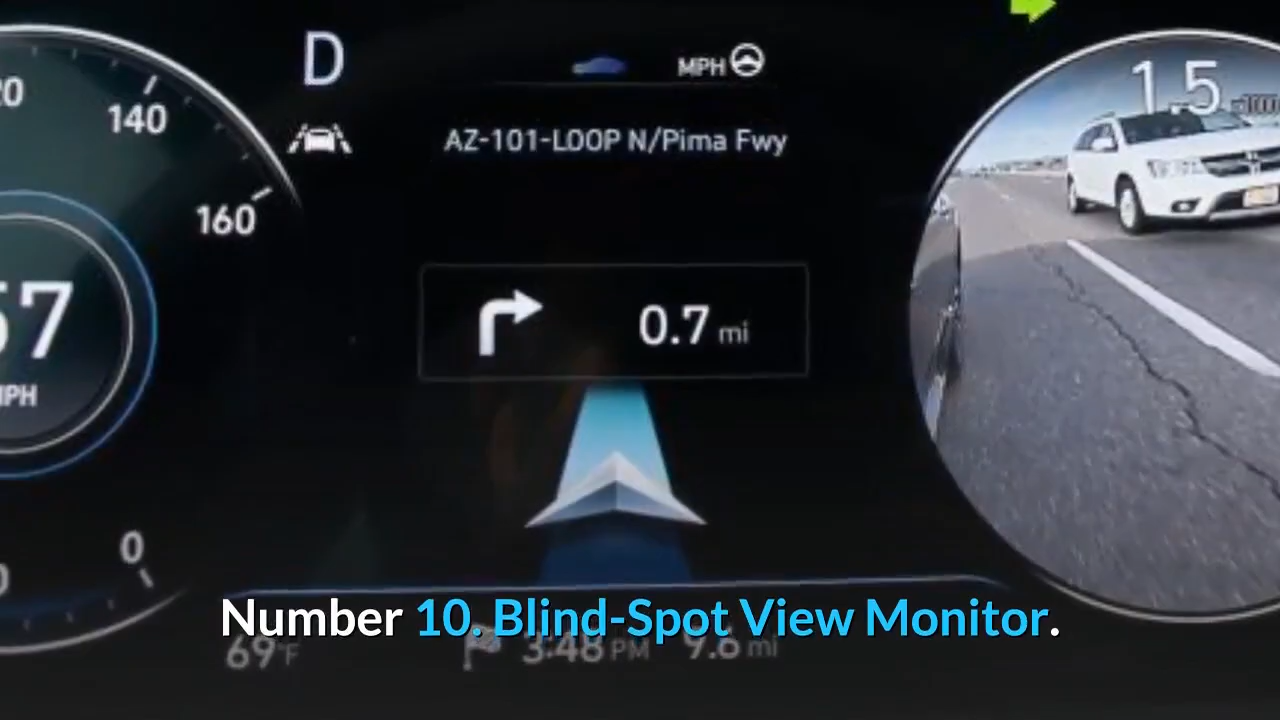 D
MPH
1.5
140
AZ-101-LOOP N/Pima Fwy
160
0.7 mi
57
MPH
0
Number 10. Blind-Spot View Monitor.
69°F
3:48 PM 9.6 mi